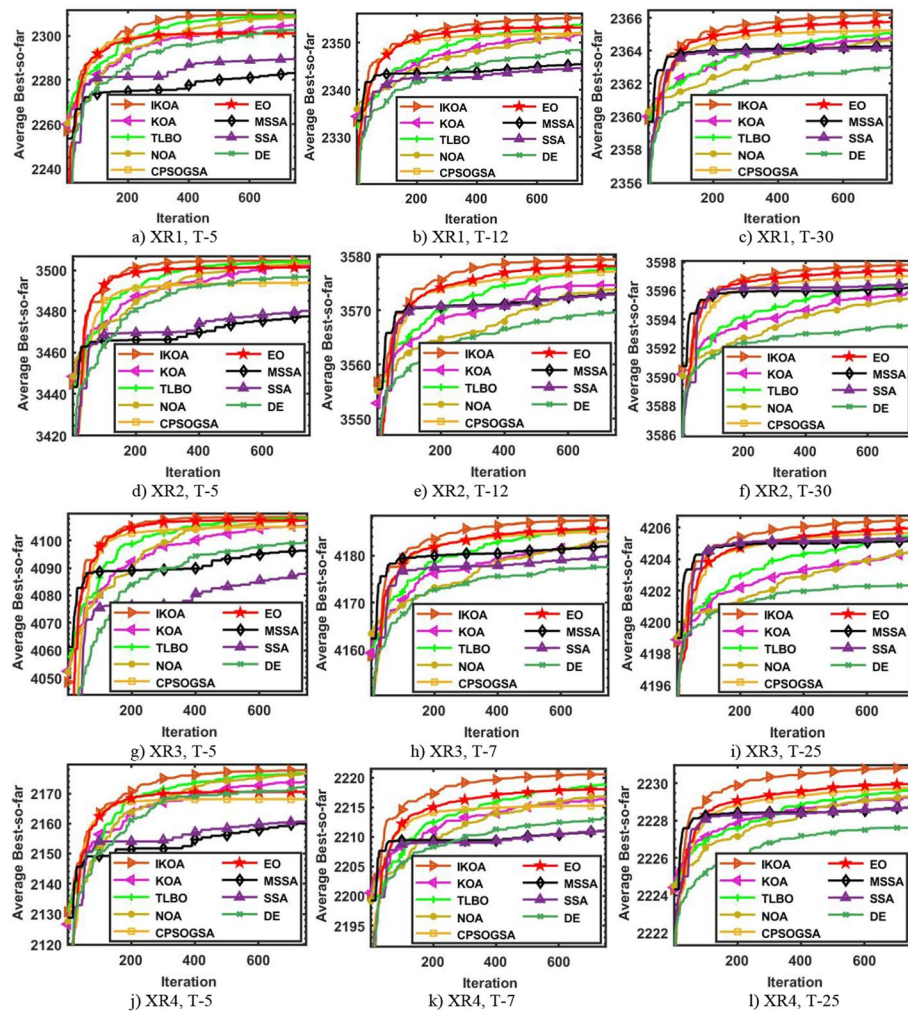 Average Best-so-far
2300
2280
2260
2240
IKOA
EO
KOA
MSSA
TLBO
SSA
NOA
DE
CPSOGSA
200
400
600
Iteration
a) XR1, T-5
Average Best-so-far
2350
2340
2330
IKOA
EO
KOA
MSSA
TLBO
SSA
NOA
DE
CPSOGSA
200
400
600
Iteration
b) XR1, T-12
Average Best-so-far
2366
2364
2362
2360
2358
2356
IKOA
EO
KOA
MSSA
TLBO
SSA
NOA
DE
CPSOGSA
200
400
600
Iteration
c) XR1, T-30
Average Best-so-far
3500
3480
3460
3440
3420
IKOA
EO
KOA
MSSA
TLBO
SSA
NOA
DE
CPSOGSA
200
400
600
Iteration
d) XR2, T-5
Average Best-so-far
3580
3570
3560
3550
IKOA
EO
KOA
MSSA
TLBO
SSA
NOA
DE
CPSOGSA
200
400
600
Iteration
e) XR2, T-12
Average Best-so-far
3598
3596
3594
3592
3590
3588
3586
IKOA
EO
KOA
MSSA
TLBO
SSA
NOA
DE
CPSOGSA
200
400
600
Iteration
f) XR2, T-30
Average Best-so-far
4100
4090
4080
4070
4060
4050
IKOA
EO
KOA
MSSA
TLBO
SSA
NOA
DE
CPSOGSA
200
400
600
Iteration
g) XR3, T-5
Average Best-so-far
4180
4170
4160
IKOA
EO
KOA
MSSA
TLBO
SSA
NOA
DE
CPSOGSA
200
400
600
Iteration
h) XR3, T-7
Average Best-so-far
4206
4204
4202
4200
4198
4196
IKOA
EO
KOA
MSSA
TLBO
SSA
NOA
DE
CPSOGSA
200
400
600
Iteration
i) XR3, T-25
Average Best-so-far
2170
2160
2150
2140
2130
2120
IKOA
EO
KOA
MSSA
TLBO
SSA
NOA
DE
CPSOGSA
200
400
600
Iteration
j) XR4, T-5
Average Best-so-far
2220
2215
2210
2205
2200
2195
IKOA
EO
KOA
MSSA
TLBO
SSA
NOA
DE
CPSOGSA
200
400
600
Iteration
k) XR4, T-7
Average Best-so-far
2230
2228
2226
2224
2222
IKOA
EO
KOA
MSSA
TLBO
SSA
NOA
DE
CPSOGSA
200
400
600
Iteration
l) XR4, T-25